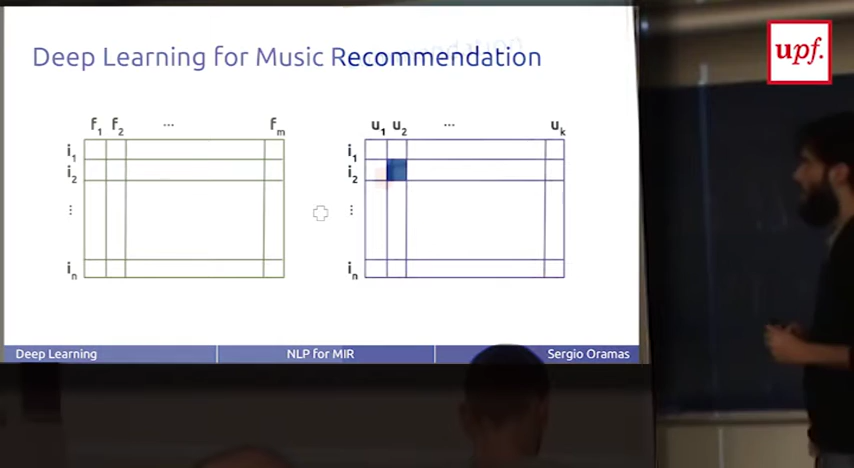 upf.
Deep Learning for Music Recommendation
f1 f2 ... fm
i1
i2
⋮
in
u1 u2 ... uk
i1
i2
⋮
in
Deep Learning
NLP for MIR
Sergio Oramas